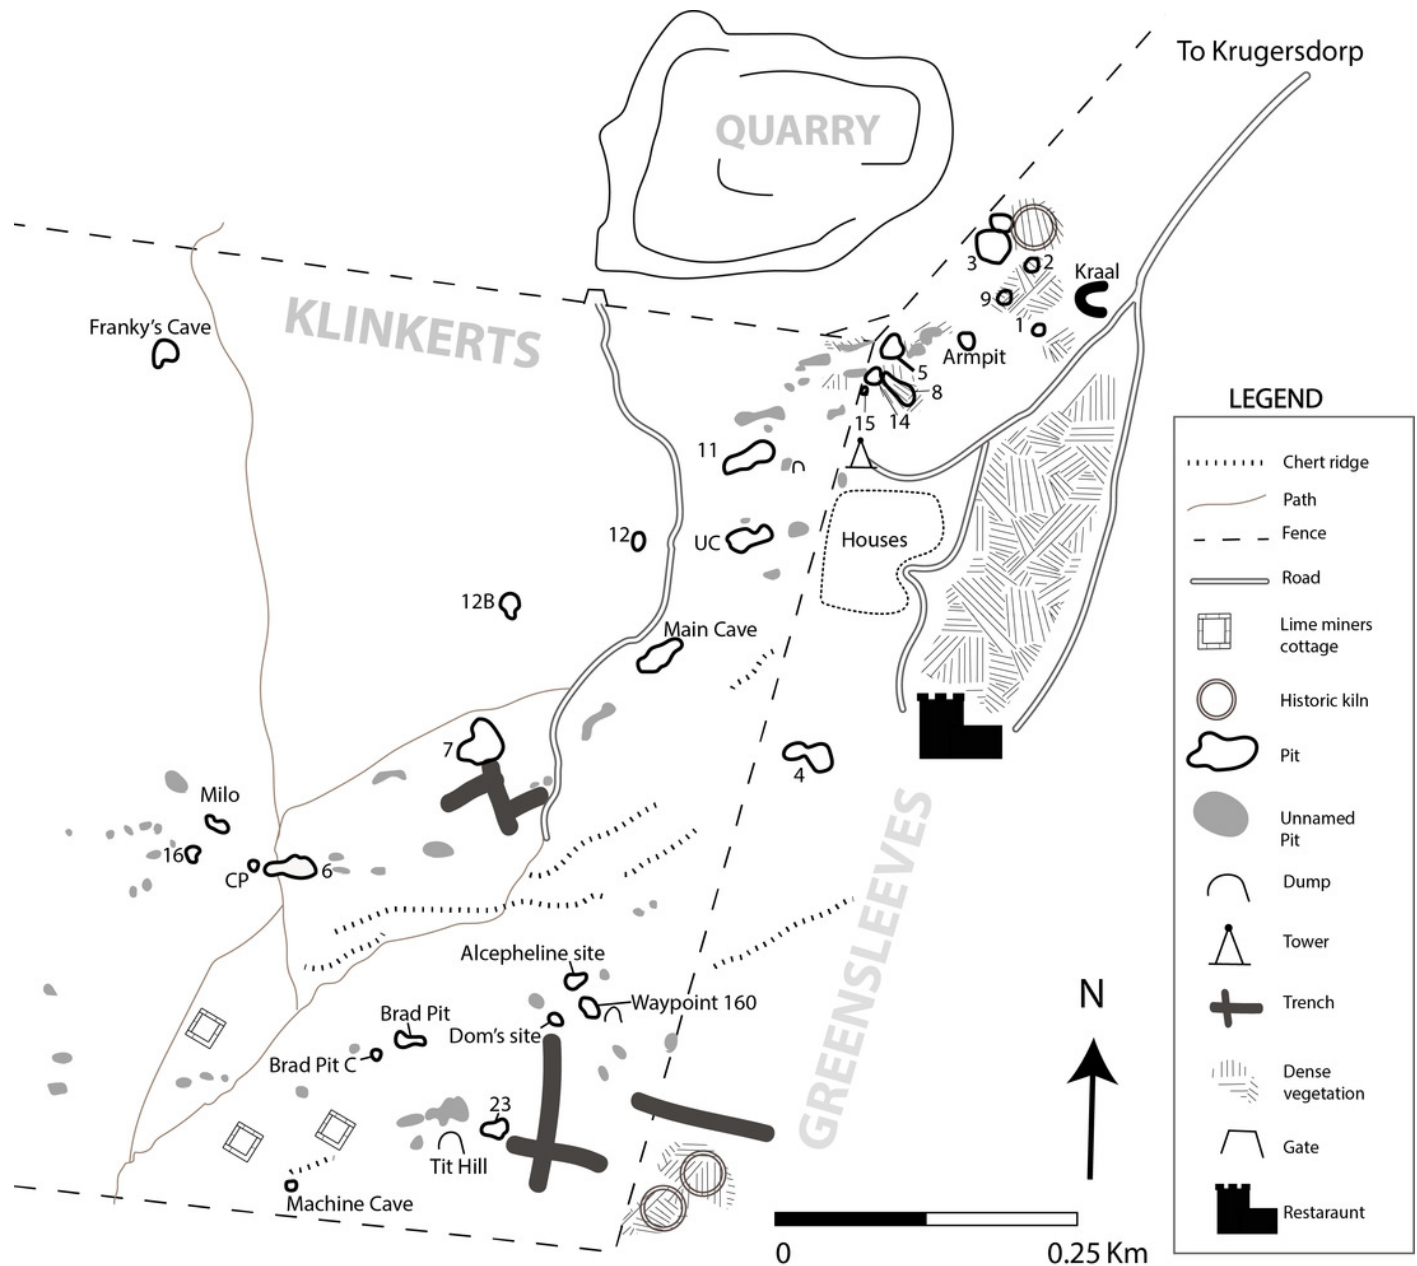 To Krugersdorp
QUARRY
3
2
Kraal
9
1
KLINKERTS
Franky's Cave
Armpit
5
8
15
14
11
LEGEND
Chert ridge
Path
Fence
Road
Lime miners
cottage
Historic kiln
Pit
Unnamed
Pit
Dump
Tower
Trench
Dense
vegetation
Gate
Restaraunt
12
UC
Houses
12B
Main Cave
7
4
Milo
16
CP
6
GREENSLEEVES
Alcepheline site
Waypoint 160
Brad Pit
Dom's site
Brad Pit C
23
Tit Hill
Machine Cave
N
0
0.25 Km